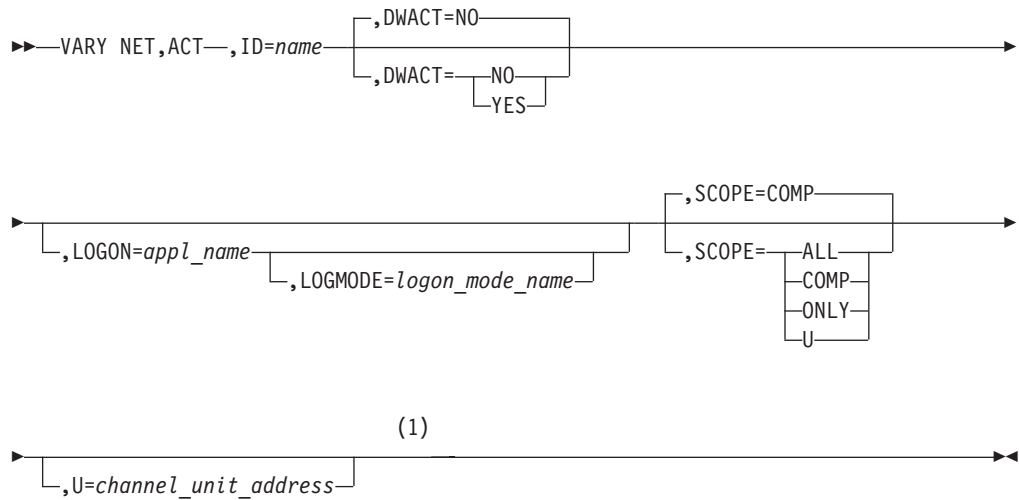 ,DWACT=NO
VARY NET,ACT ,ID=name
,DWACT= NO
YES
,SCOPE=COMP
,LOGON=appl_name ,SCOPE= ALL
,LOGMODE=logon_mode_name COMP
ONLY
U
(1)
,U=channel_unit_address